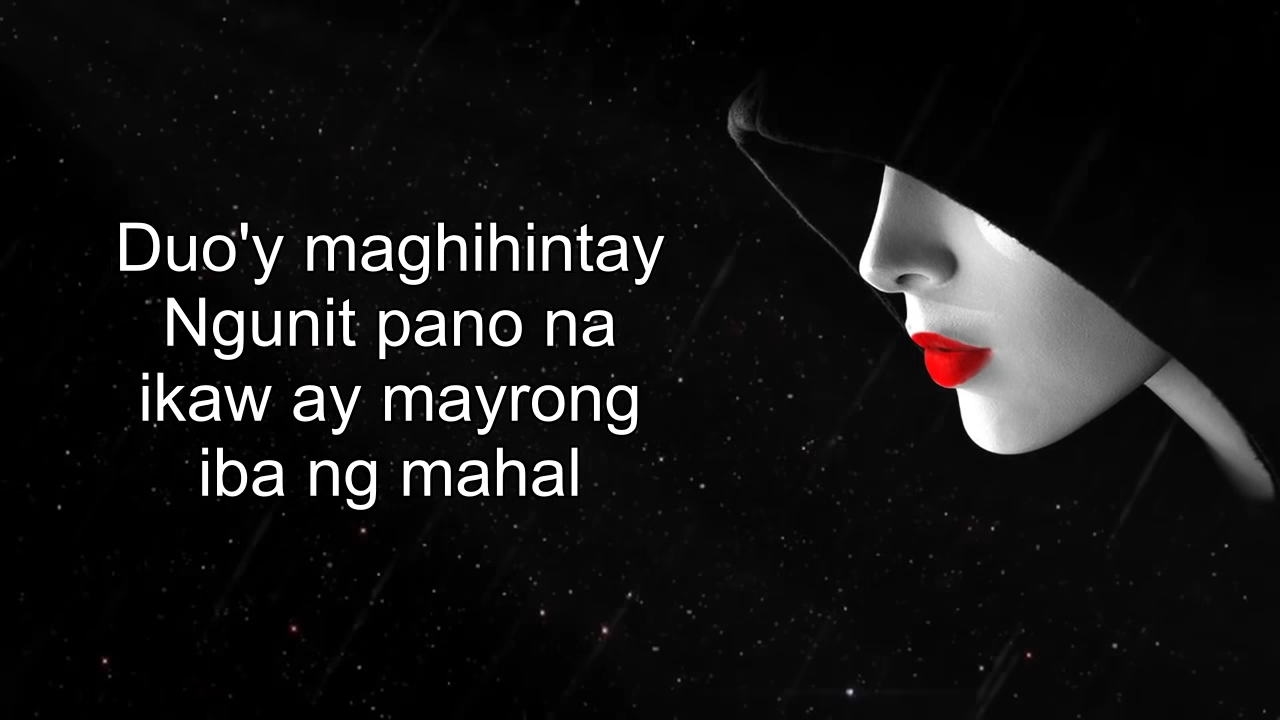 Duo'y maghihintay
Ngunit pano na
ikaw ay mayrong
iba ng mahal